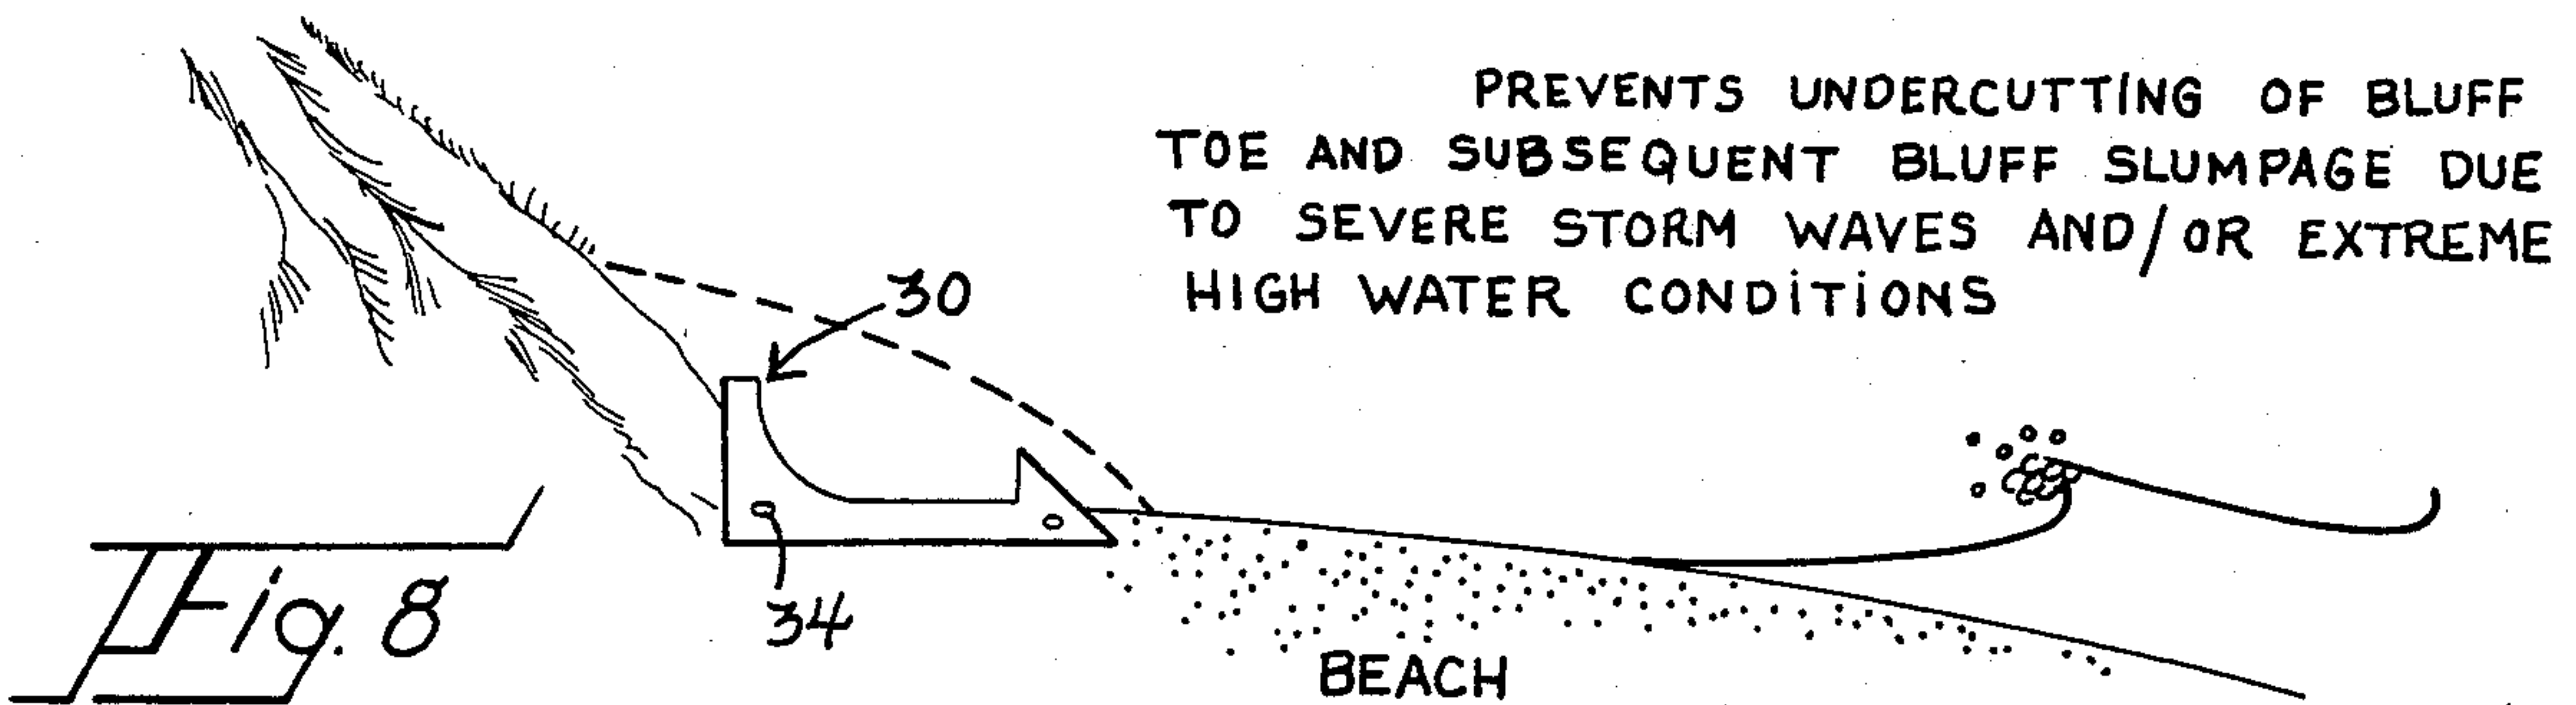 PREVENTS UNDERCUTTING OF BLUFF
TOE AND SUBSEQUENT BLUFF SLUMPAGE DUE
TO SEVERE STORM WAVES AND/OR EXTREME
HIGH WATER CONDITIONS
30
34
Fig. 8
BEACH